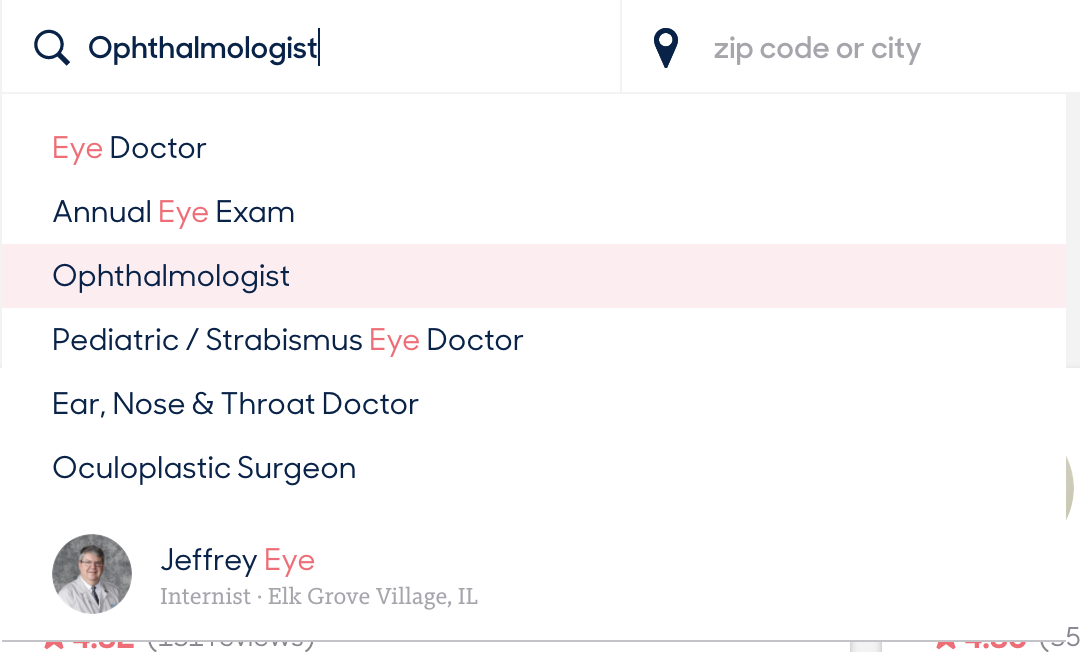 Ophthalmologist
zip code or city
Eye Doctor
Annual Eye Exam
Ophthalmologist
Pediatric / Strabismus Eye Doctor
Ear, Nose & Throat Doctor
Oculoplastic Surgeon
Jeffrey Eye
Internist · Elk Grove Village, IL